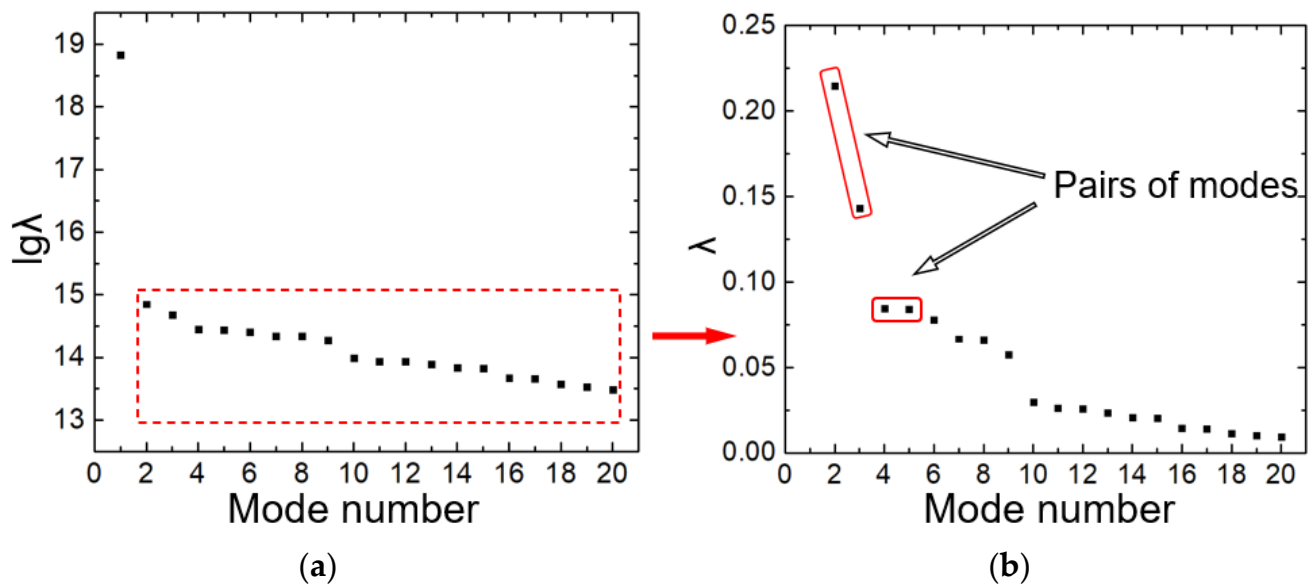 19
18
17
16
15
14
13
lgλ
0 2 4 6 8 10 12 14 16 18 20
Mode number
(a)
0.25
0.20
0.15
0.10
0.05
0.00
λ
Pairs of modes
0 2 4 6 8 10 12 14 16 18 20
Mode number
(b)